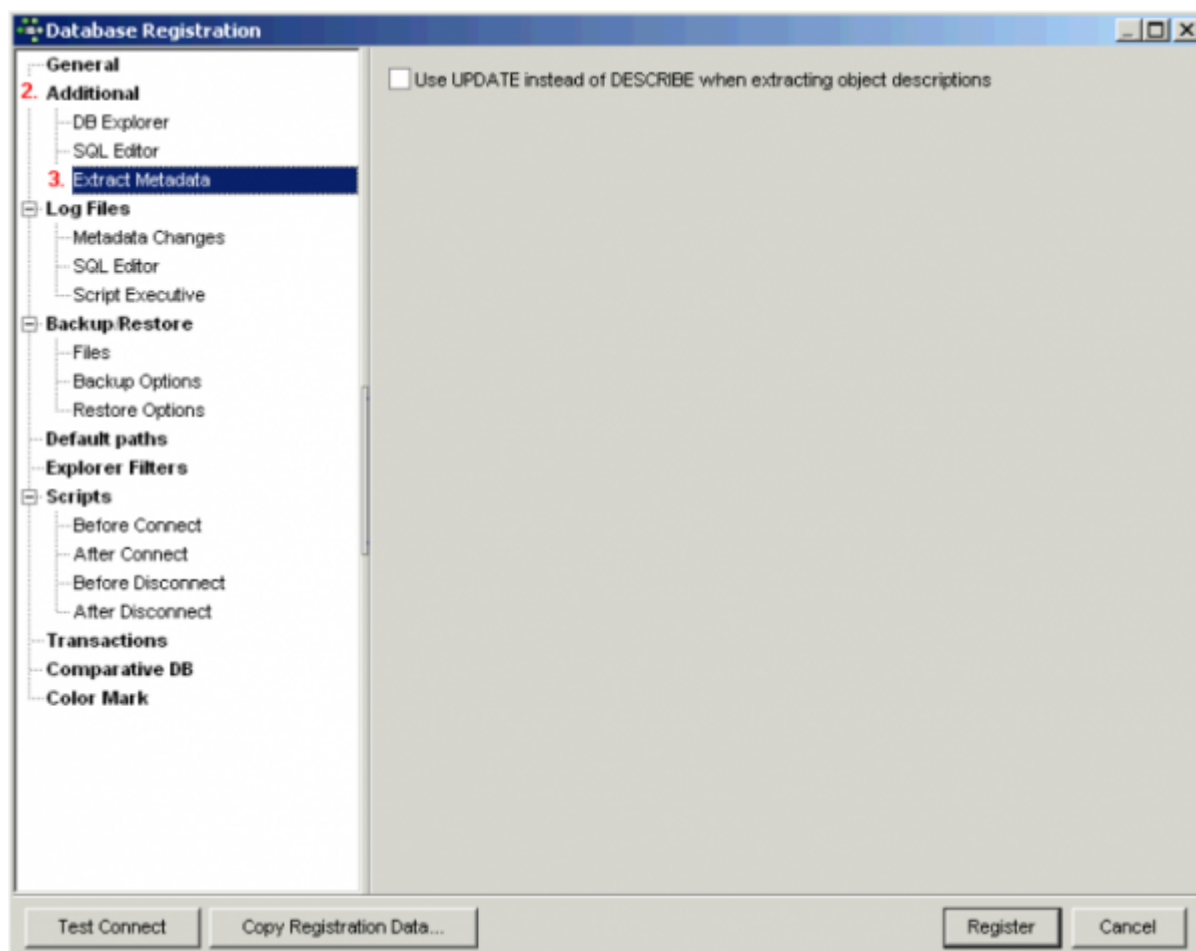 Database Registration
General
2. Additional
DB Explorer
SQL Editor
3. Extract Metadata
Log Files
Metadata Changes
SQL Editor
Script Executive
Backup/Restore
Files
Backup Options
Restore Options
Default paths
Explorer Filters
Scripts
Before Connect
After Connect
Before Disconnect
After Disconnect
Transactions
Comparative DB
Color Mark
Use UPDATE instead of DESCRIBE when extracting object descriptions
Test Connect
Copy Registration Data...
Register
Cancel